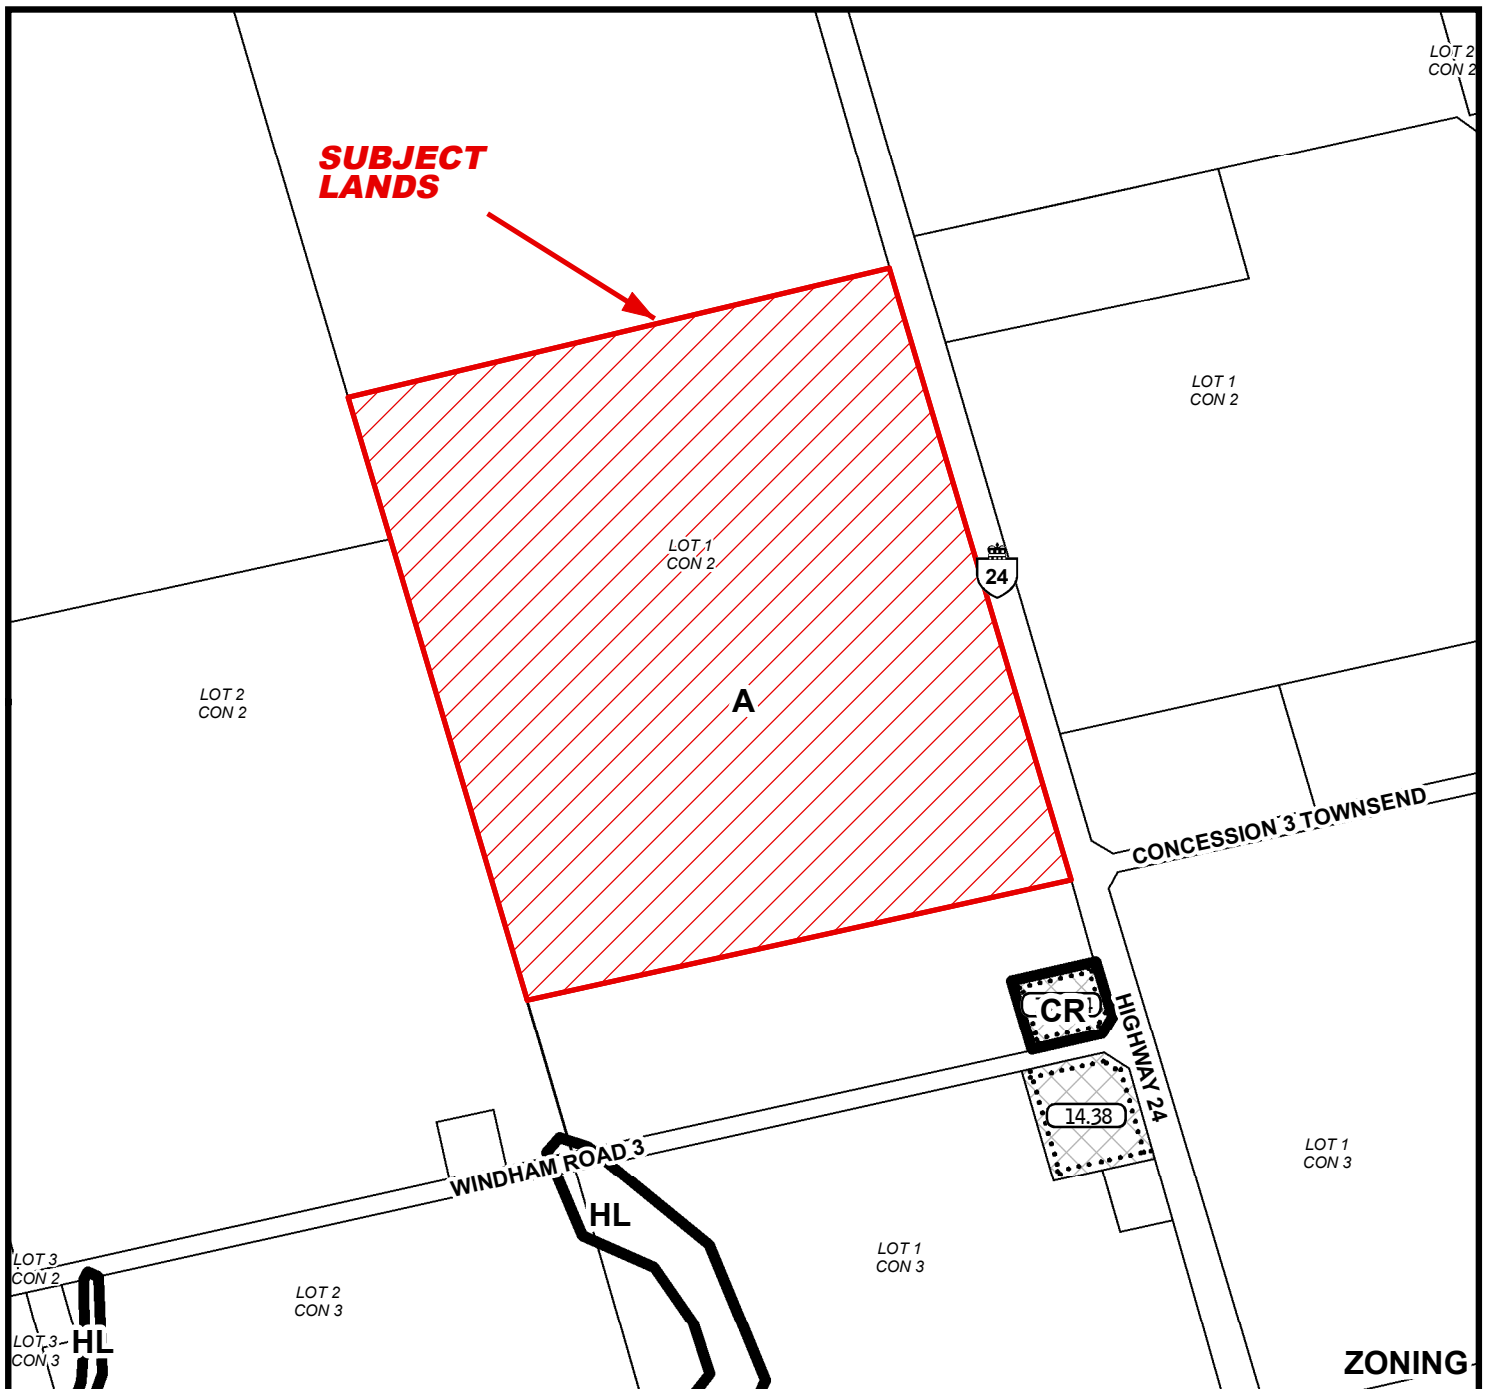 LOT 2
CON 2
SUBJECT
LANDS
LOT 1
CON 2
LOT 1
CON 2
24
LOT 2
CON 2
A
CONCESSION 3 TOWNSEND
CR
HIGHWAY 24
14.38
WINDHAM ROAD 3
LOT 1
CON 3
HL
LOT 1
CON 3
LOT 3
CON 2
LOT 2
CON 3
LOT 3
CON 3
HL
ZONING